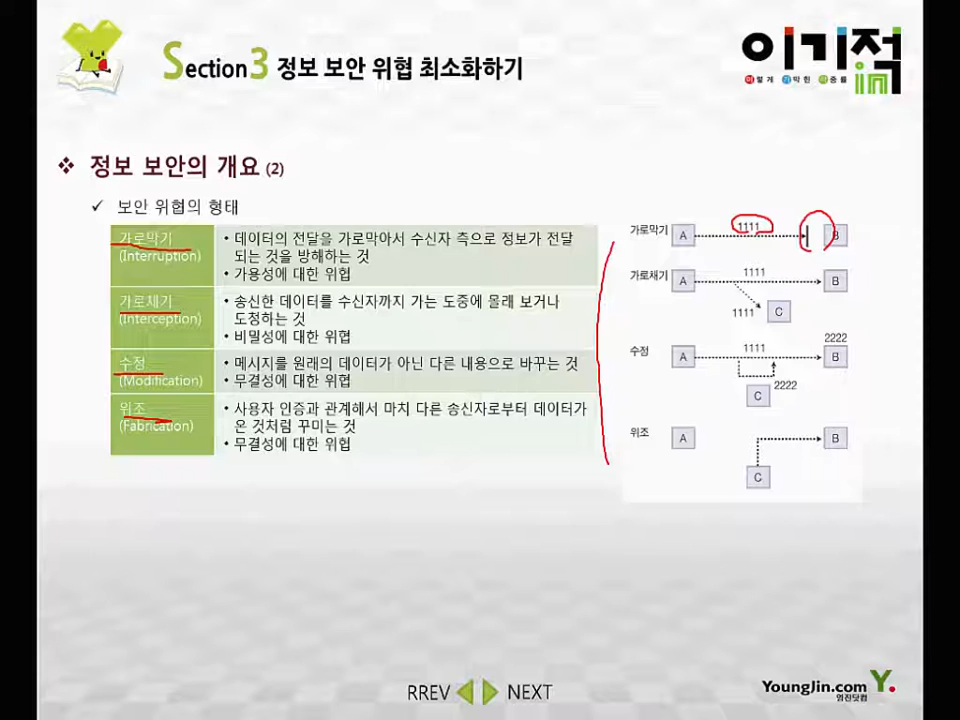 Section 3 정보 보안 위협 최소화하기
이기적 in
이렇게 기막힌 적중률
❖ 정보 보안의 개요 (2)
✓ 보안 위협의 형태
가로막기
(Interruption)
• 데이터의 전달을 가로막아서 수신자 측으로 정보가 전달
되는 것을 방해하는 것
• 가용성에 대한 위협
가로채기
(Interception)
• 송신한 데이터를 수신자까지 가는 도중에 몰래 보거나
도청하는 것
• 비밀성에 대한 위협
수정
(Modification)
• 메시지를 원래의 데이터가 아닌 다른 내용으로 바꾸는 것
• 무결성에 대한 위협
위조
(Fabrication)
• 사용자 인증과 관계해서 마치 다른 송신자로부터 데이터가
온 것처럼 꾸미는 것
• 무결성에 대한 위협
가로막기 A 1111 B
가로채기 A 1111 B
1111 C
수정 A 1111 B 2222
C 2222
위조 A B
C
RREV NEXT
YoungJin.com Y.
영진닷컴